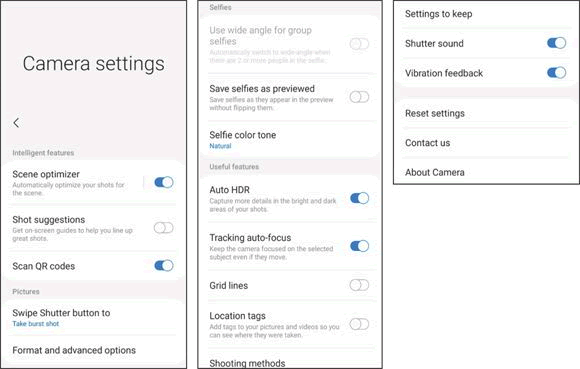 Camera settings
Intelligent features
Scene optimizer
Automatically optimize your shots for
the scene.
Shot suggestions
Get on-screen guides to help you line up
great shots.
Scan QR codes
Pictures
Swipe Shutter button to
Take burst shot
Format and advanced options
Selfies
Use wide angle for group
selfies
Automatically switch to wide-angle when
there are 2 or more people in the selfie.
Save selfies as previewed
Save selfies as they appear in the preview
without flipping them.
Selfie color tone
Natural
Useful features
Auto HDR
Capture more details in the bright and dark
areas of your shots.
Tracking auto-focus
Keep the camera focused on the selected
subject even if they move.
Grid lines
Location tags
Add tags to your pictures and videos so you
can see where they were taken.
Shooting methods
Settings to keep
Shutter sound
Vibration feedback
Reset settings
Contact us
About Camera